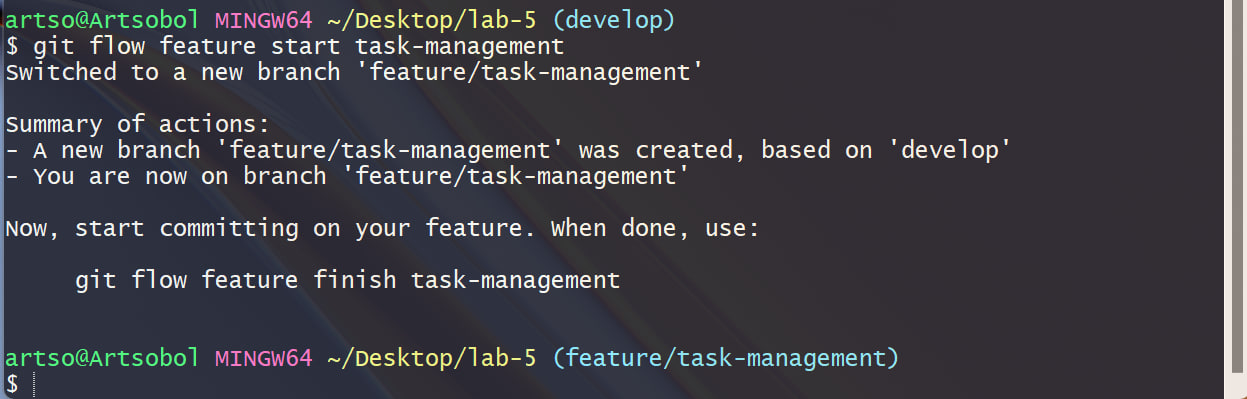 artso@Artsobol MINGW64 ~/Desktop/lab-5 (develop)
$ git flow feature start task-management
Switched to a new branch 'feature/task-management'
Summary of actions:
- A new branch 'feature/task-management' was created, based on 'develop'
- You are now on branch 'feature/task-management'
Now, start committing on your feature. When done, use:
git flow feature finish task-management
artso@Artsobol MINGW64 ~/Desktop/lab-5 (feature/task-management)
$